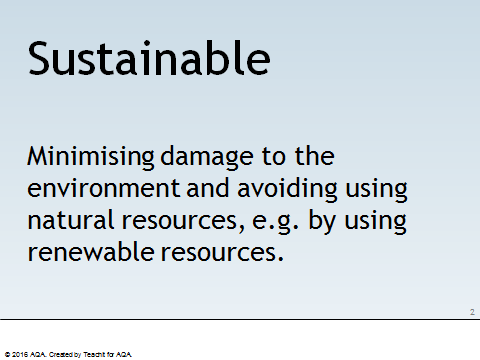 Sustainable
Minimising damage to the
environment and avoiding using
natural resources, e.g. by using
renewable resources.
2
© 2016 AQA. Created by Teachit for AQA.